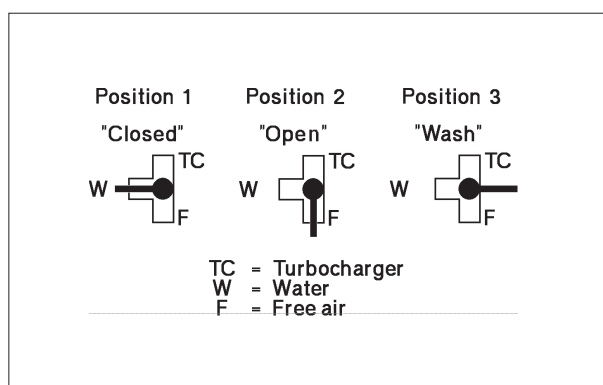 Position 1 Position 2 Position 3
"Closed" "Open" "Wash"
TC TC TC
W W W
F F F
TC = Turbocharger
W = Water
F = Free air